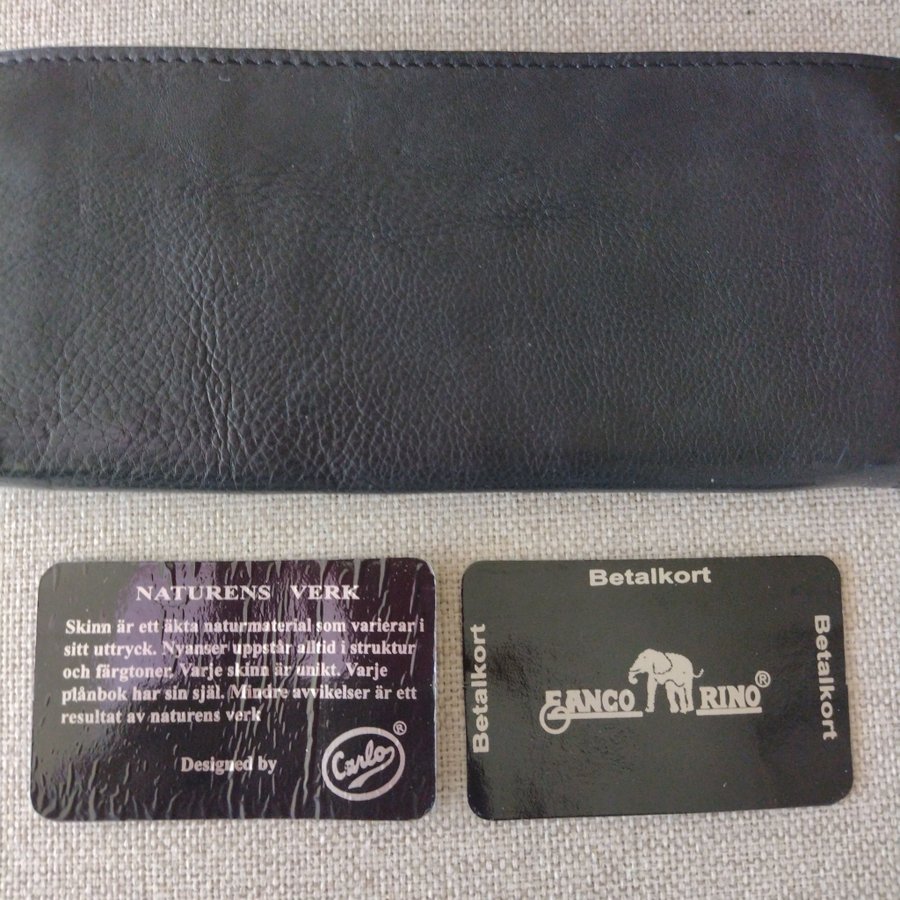 NATURENS VERK
Skinn är ett äkta naturmaterial som varierar i
sitt uttryck. Nyanser uppstår alltid i struktur
och färgtoner. Varje skinn är unikt. Varje
plånbok har sin själ. Mindre avvikelser är ett
resultat av naturens verk
Designed by
Carlo®
Betalkort
Betalkort
RINO®
Betalkort